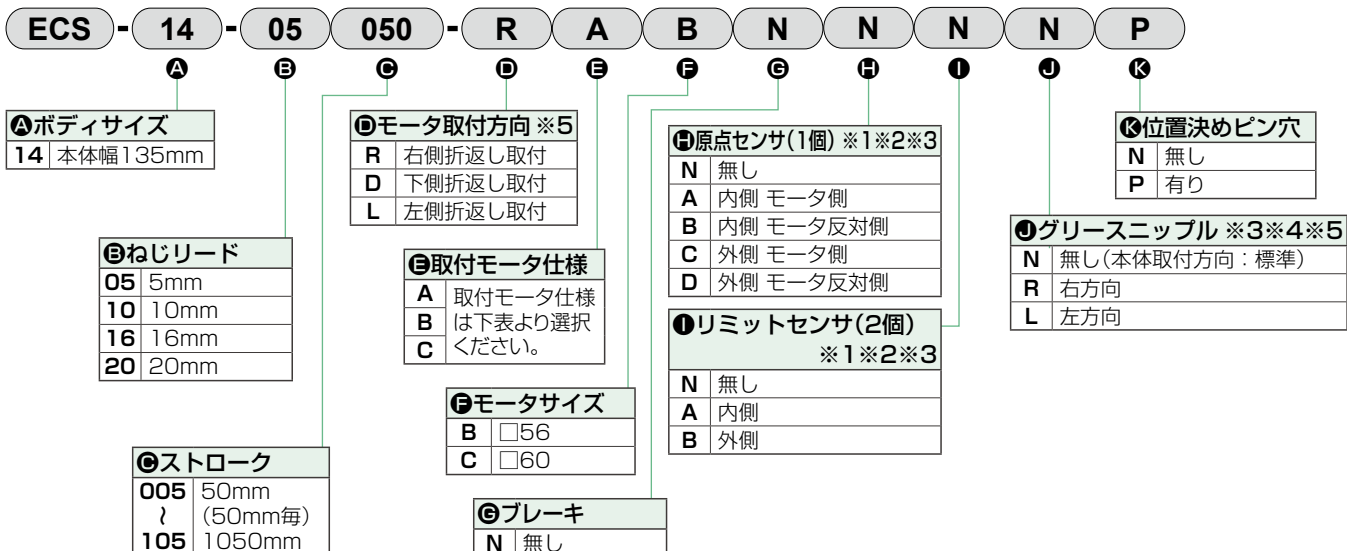 ECS - 14 - 05 050 - R A B N N N N P
A B C D E F G H I J K
Aボディサイズ
14 本体幅135mm
Bねじリード
05 5mm
10 10mm
16 16mm
20 20mm
Cストローク
005 50mm
〜 (50mm毎)
105 1050mm
Dモータ取付方向 ※5
R 右側折返し取付
D 下側折返し取付
L 左側折返し取付
E取付モータ仕様
A 取付モータ仕様
B は下表より選択
C ください。
Fモータサイズ
B □56
C □60
Gブレーキ
N 無し
H原点センサ(1個) ※1※2※3
N 無し
A 内側 モータ側
B 内側 モータ反対側
C 外側 モータ側
D 外側 モータ反対側
Iリミットセンサ(2個)
※1※2※3
N 無し
A 内側
B 外側
Jグリースニップル ※3※4※5
N 無し(本体取付方向：標準)
R 右方向
L 左方向
K位置決めピン穴
N 無し
P 有り